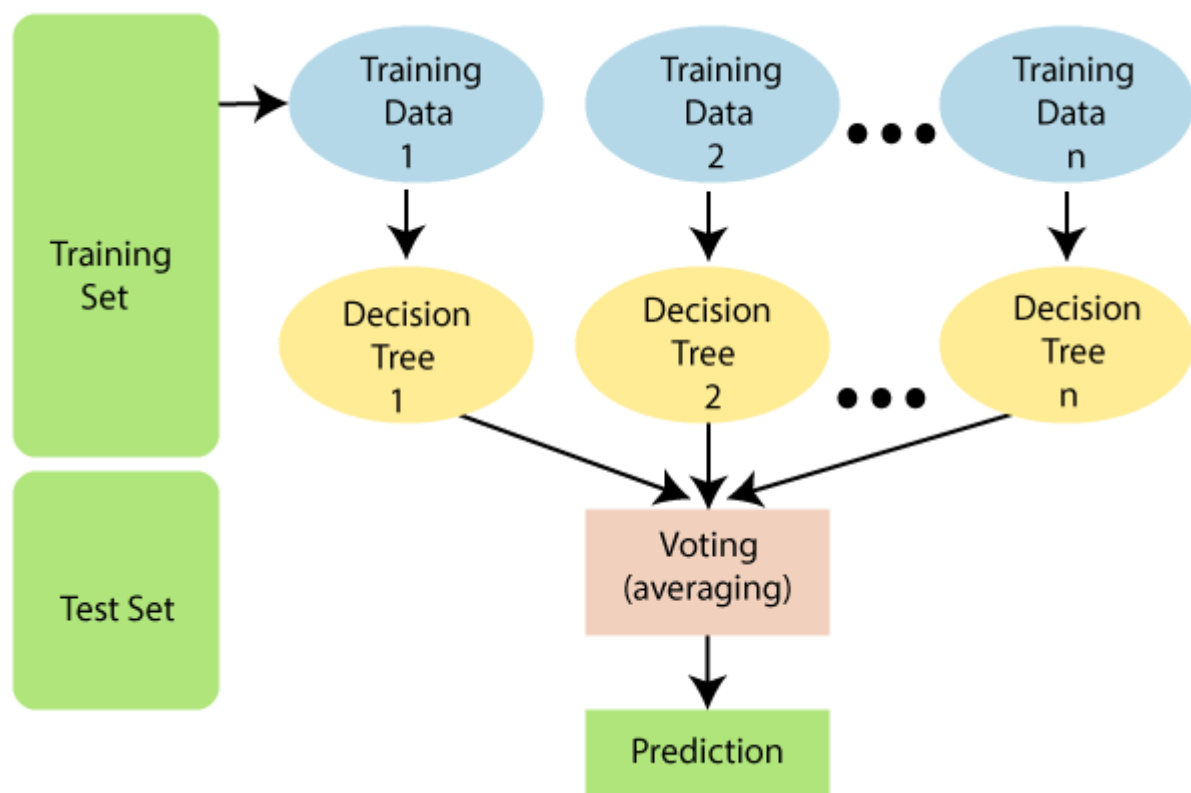 Training
Set
Test Set
Training
Data
1
Training
Data
2
Training
Data
n
Decision
Tree
1
Decision
Tree
2
Decision
Tree
n
Voting
(averaging)
Prediction